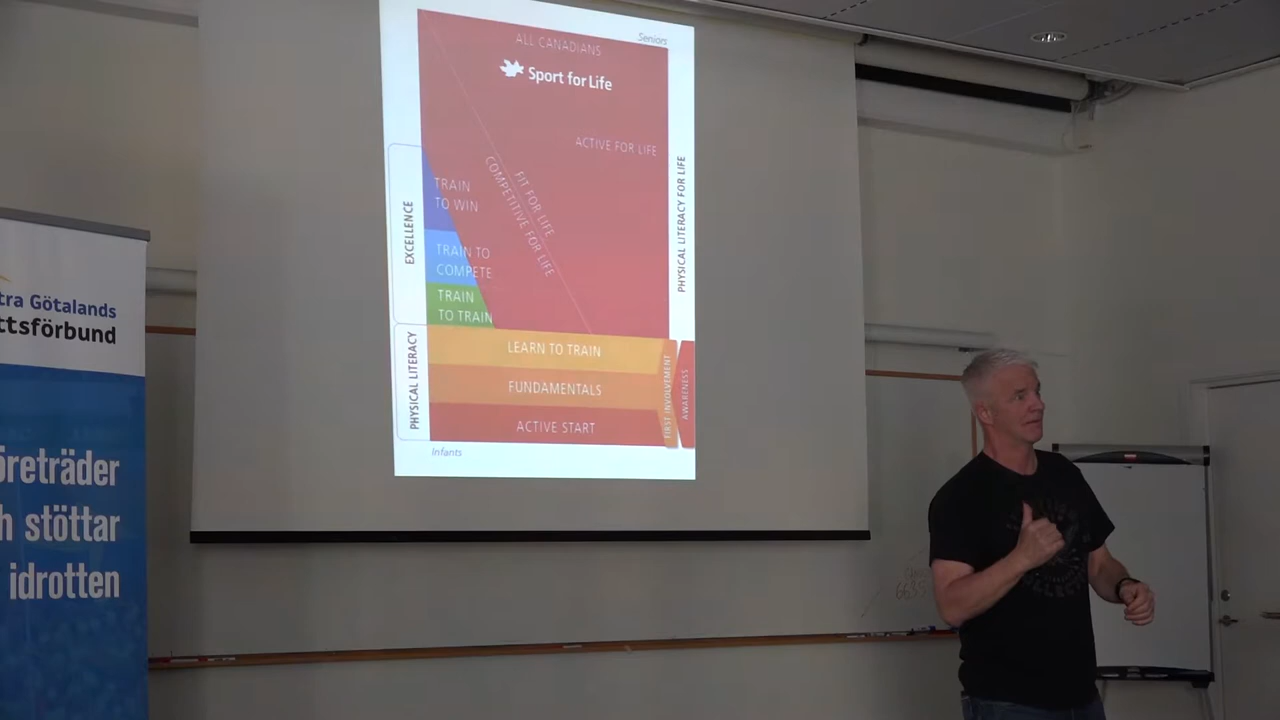 Seniors
ALL CANADIANS
Sport for Life
ACTIVE FOR LIFE
FIT FOR LIFE
COMPETITIVE FOR LIFE
PHYSICAL LITERACY FOR LIFE
EXCELLENCE
TRAIN
TO WIN
TRAIN TO
COMPETE
TRAIN
TO TRAIN
PHYSICAL LITERACY
LEARN TO TRAIN
FUNDAMENTALS
ACTIVE START
FIRST INVOLVEMENT
AWARENESS
Infants
tra Götalands
ttsförbund
öreträder
h stöttar
idrotten